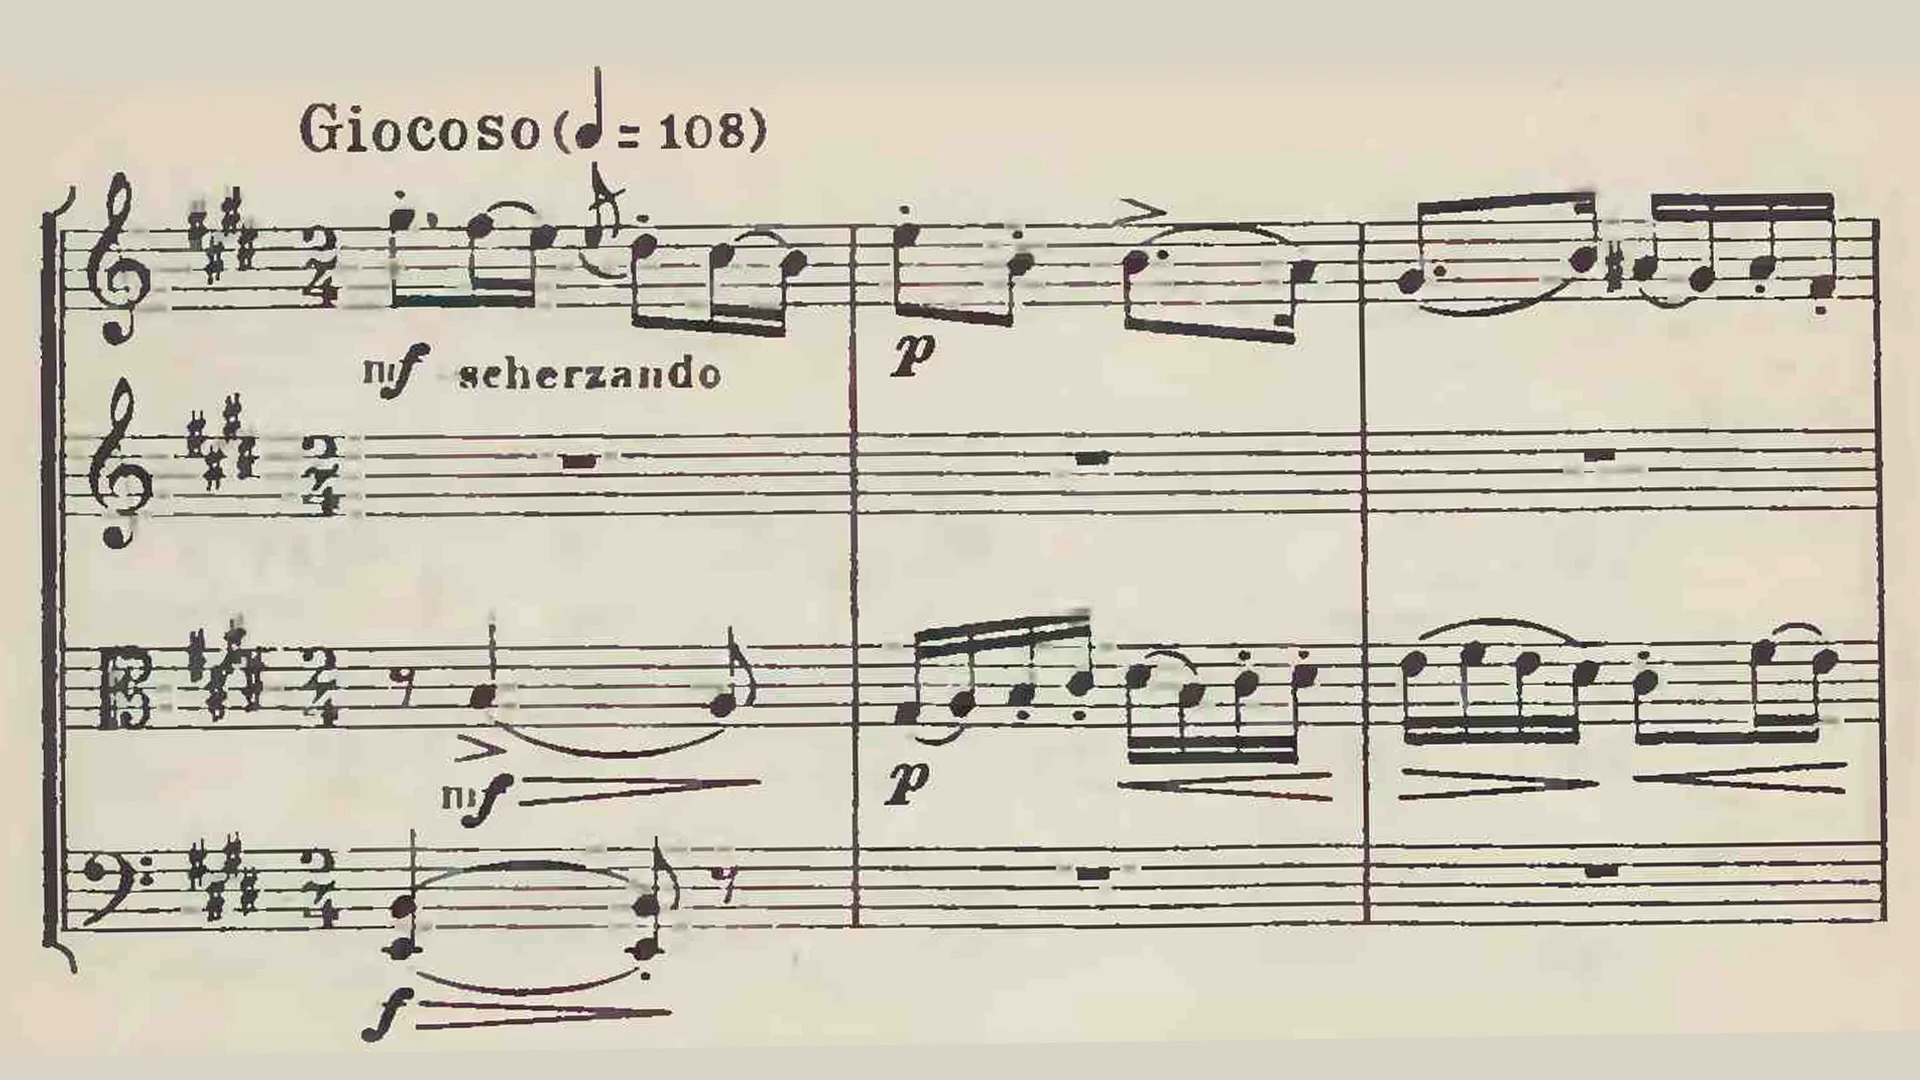 Giocoso (♩ = 108)
mf scherzando
p
mf
p
f